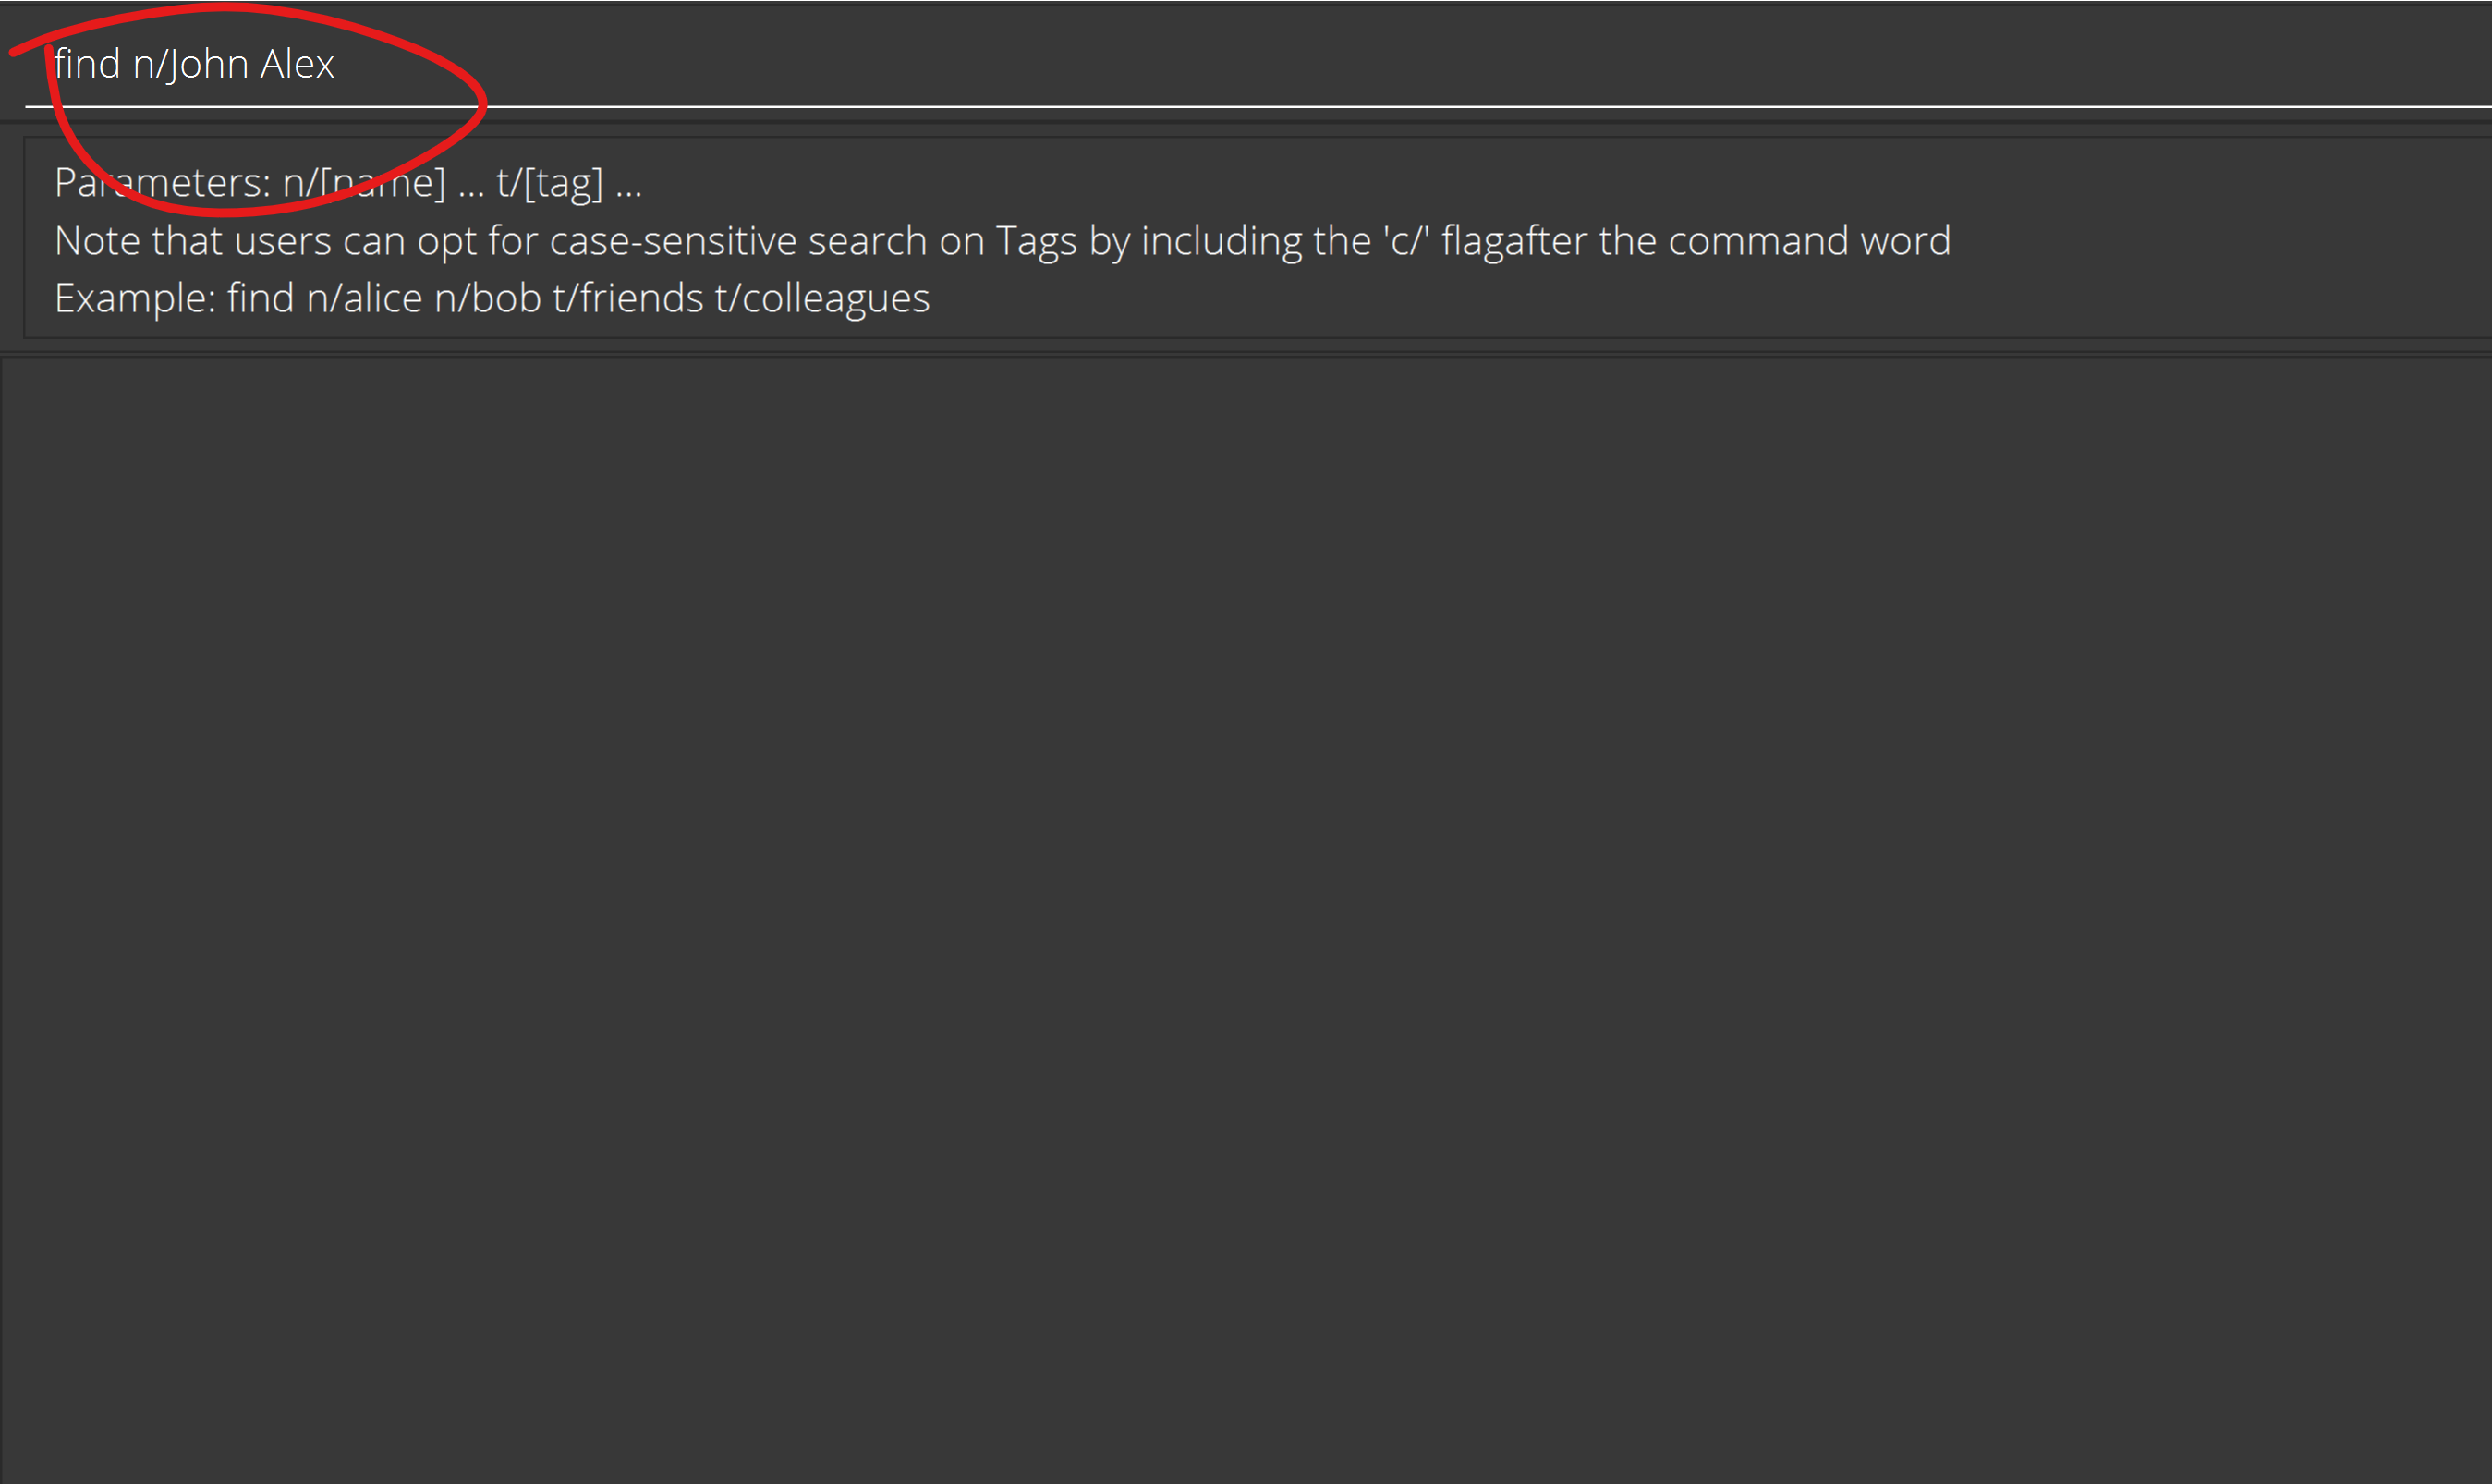 find n/John Alex
Parameters: n/[name] ... t/[tag] ...
Note that users can opt for case-sensitive search on Tags by including the 'c/' flagafter the command word
Example: find n/alice n/bob t/friends t/colleagues